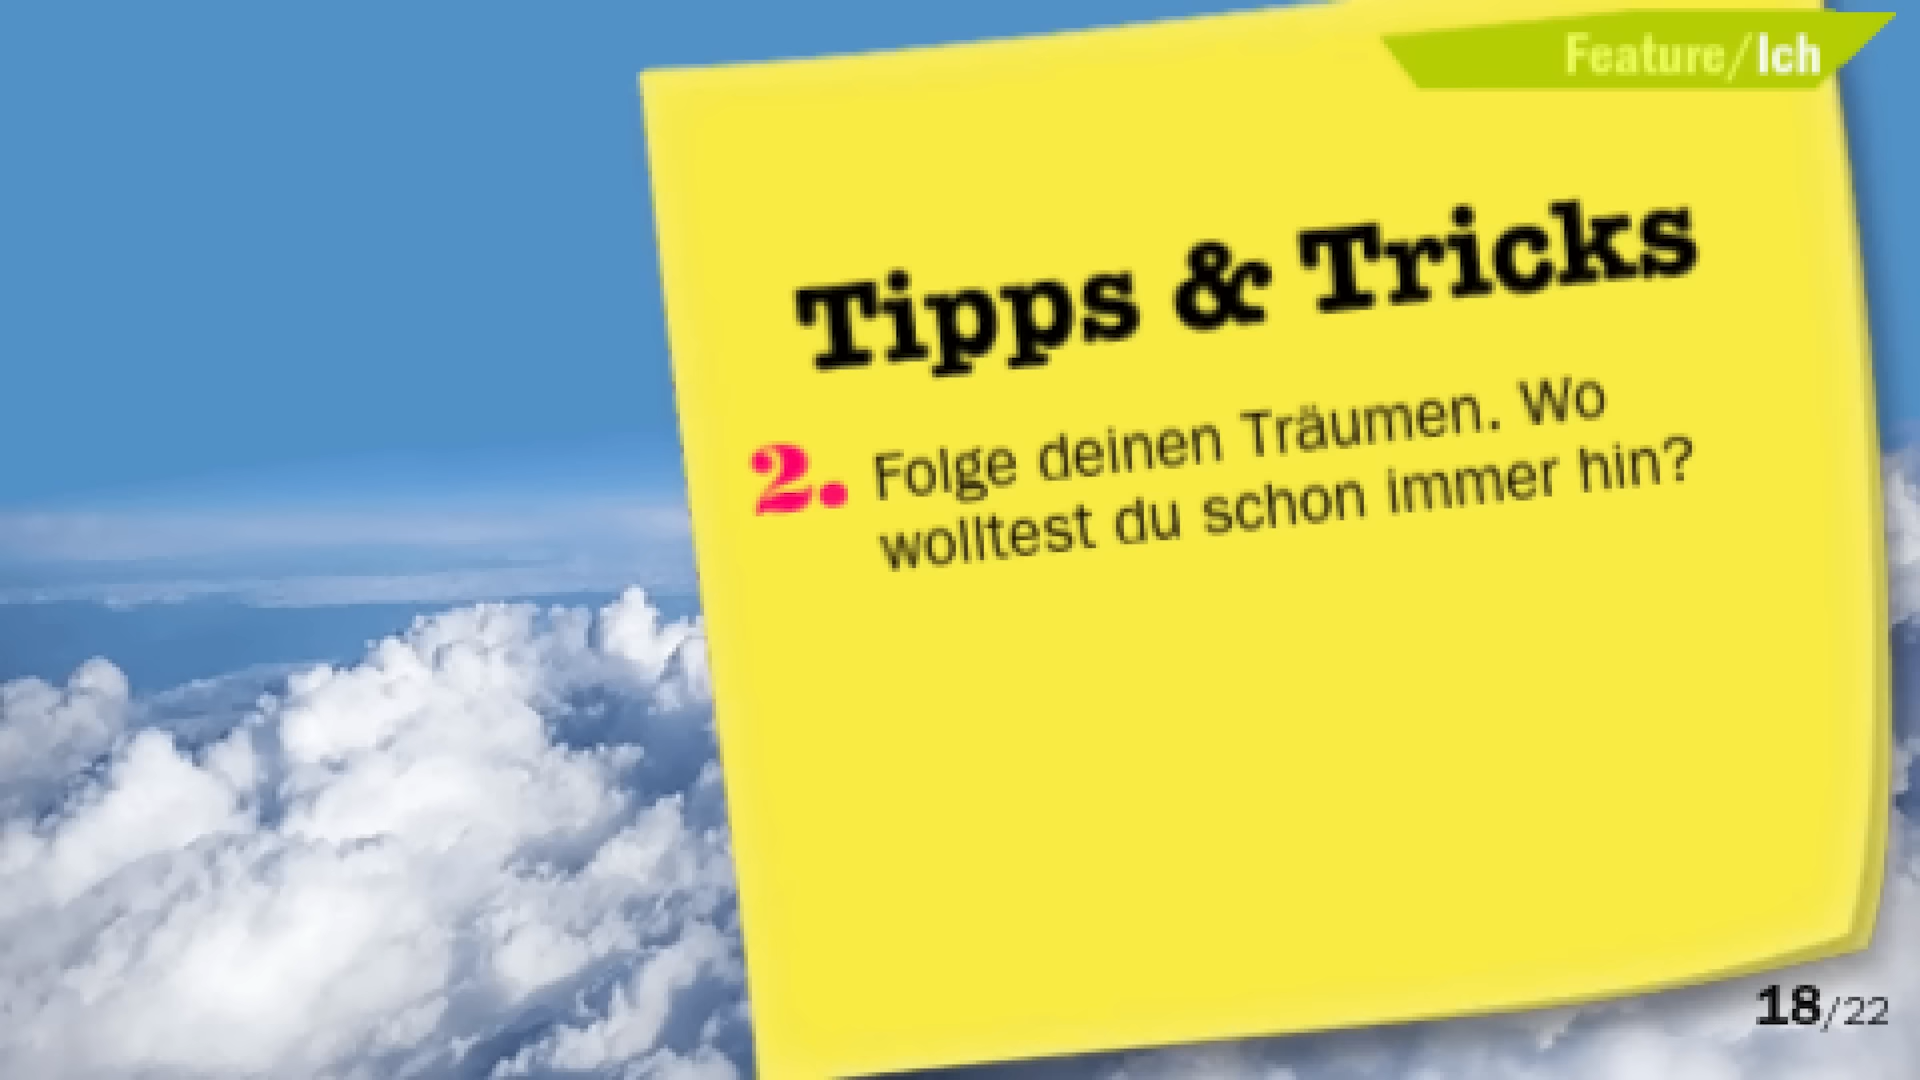 Feature/Ich
Tipps & Tricks
2. Folge deinen Träumen. Wo
wolltest du schon immer hin?
18/22